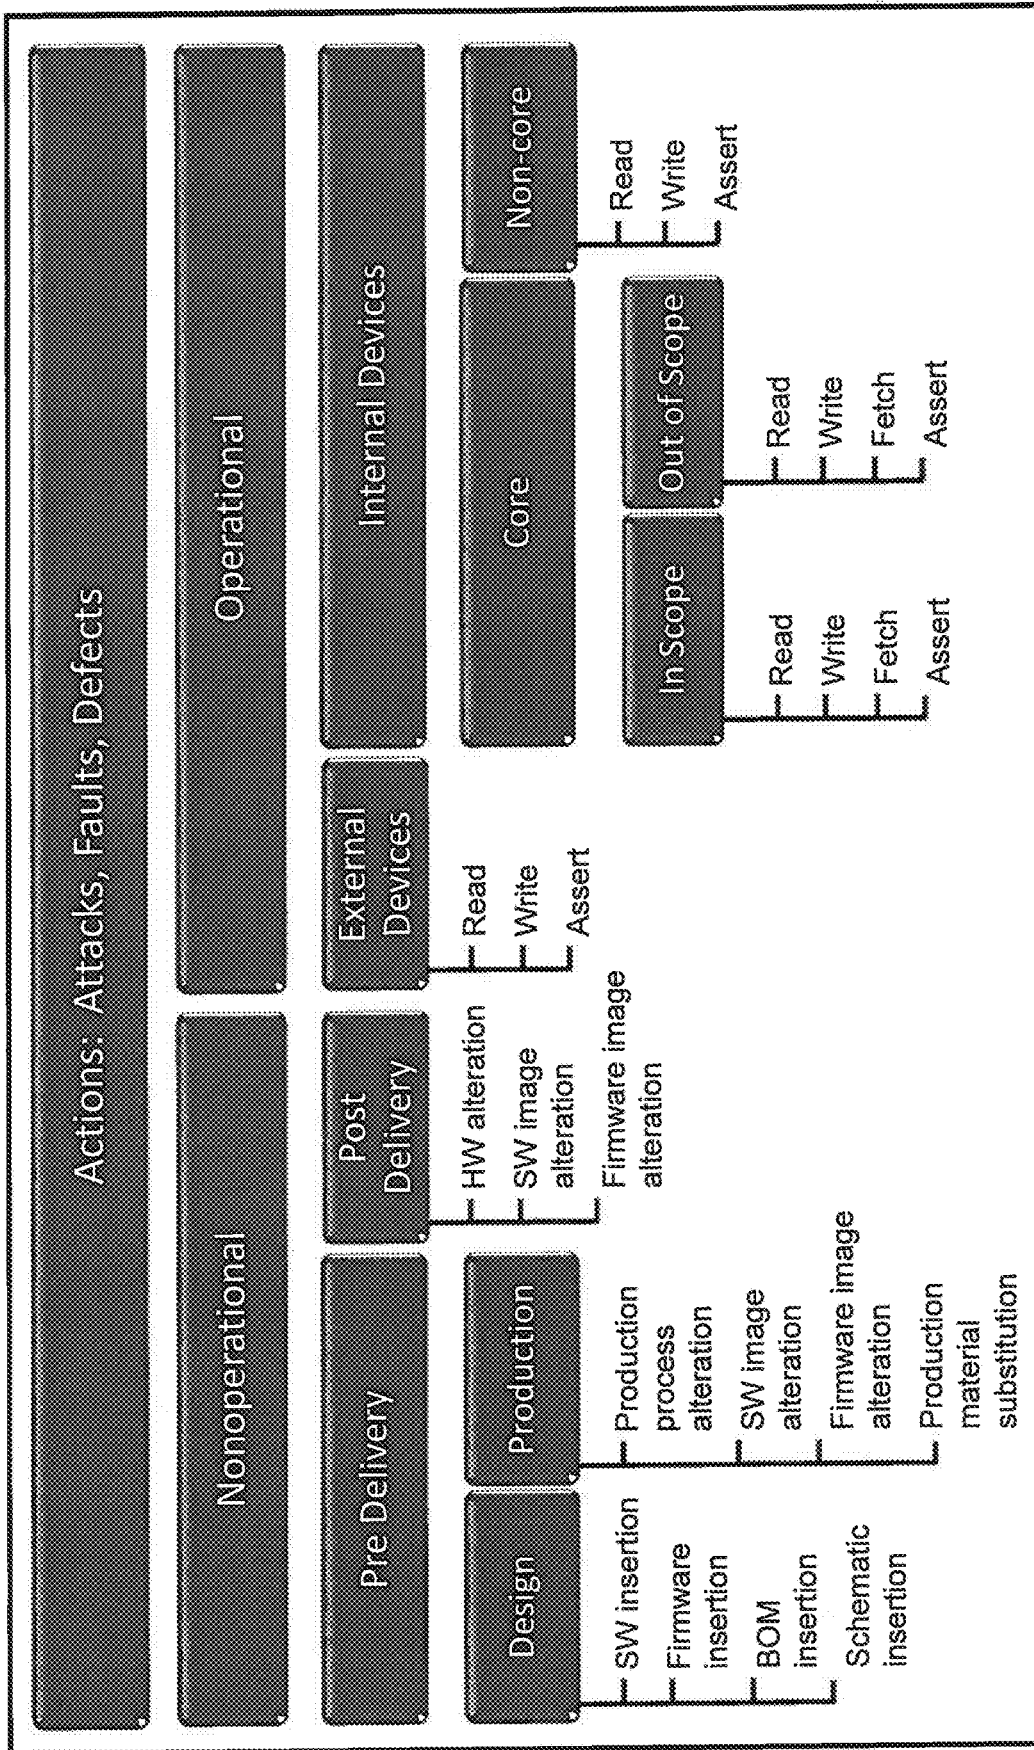 Actions: Attacks, Faults, Defects
Nonoperational
Operational
Pre Delivery
Post
Delivery
External
Devices
Internal Devices
Design
Production
HW alteration
SW image
alteration
Firmware image
alteration
Read
Write
Assert
Core
Non-core
SW insertion
Firmware
insertion
BOM
insertion
Schematic
insertion
Production
process
alteration
SW image
alteration
Firmware image
alteration
Production
material
substitution
In Scope
Out of Scope
Read
Write
Assert
Read
Write
Fetch
Assert
Read
Write
Fetch
Assert